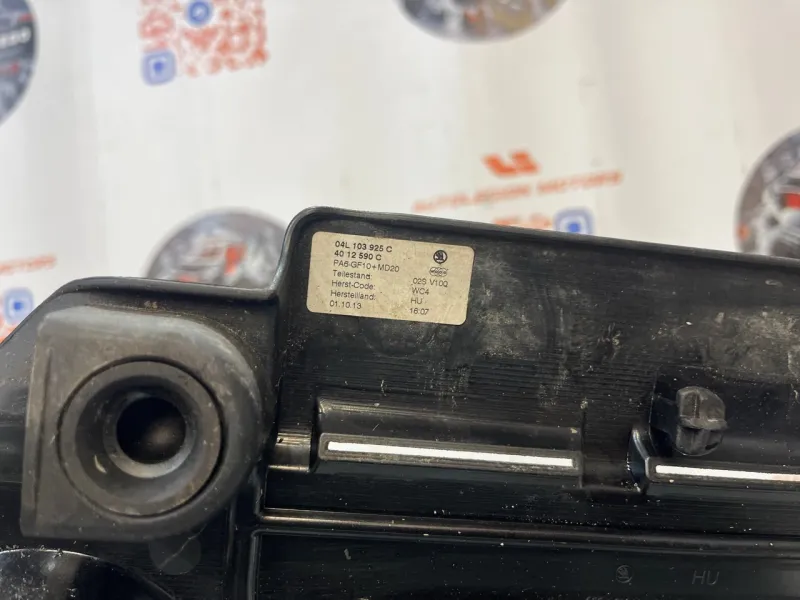 04L 103 925 C
40 12 590 C
PA6-GF10+MD20
Teilestand: 02S V10Q
Herst-Code: WC4
Herstellland: HU
01.10.13 16:07
HU